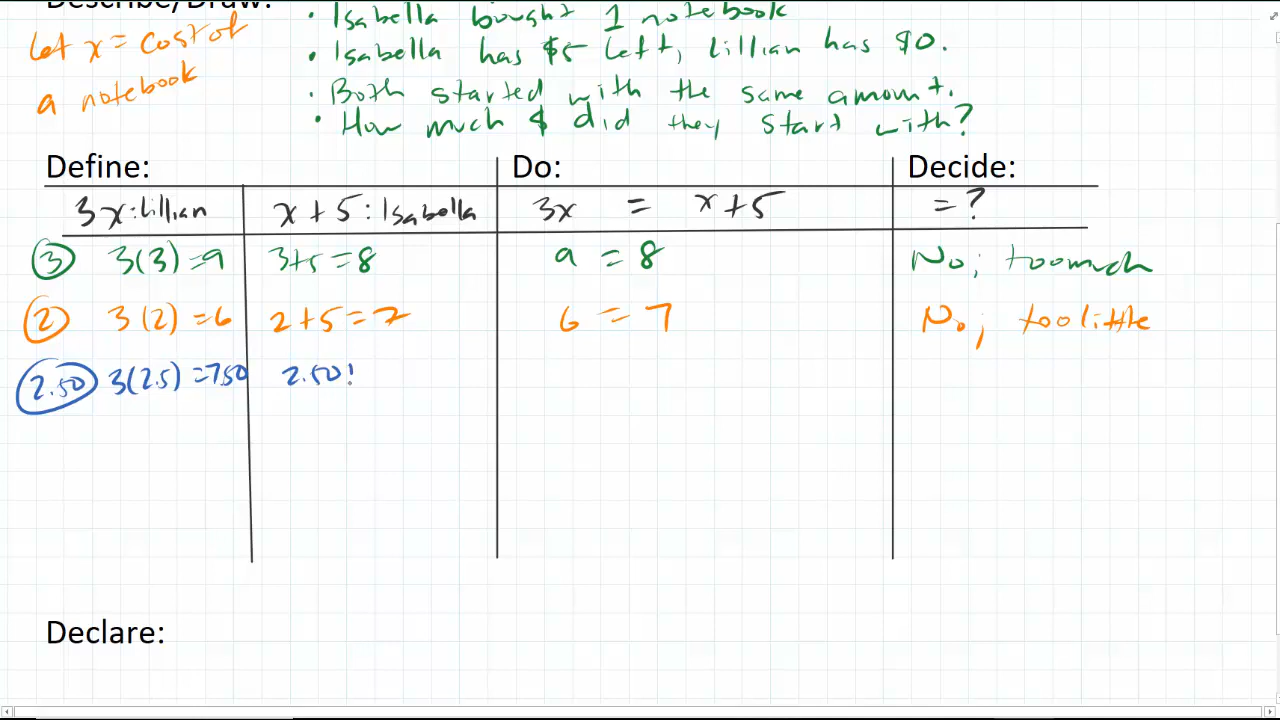 Describe/Draw:
• Isabella bought 1 notebook
Let x = cost of
• Isabella has $5 left, Lillian has $0.
a notebook
• Both started with the same amount.
• How much $ did they start with?
Define: Do: Decide:
3x: Lillian x + 5: Isabella 3x = x + 5 = ?
3 3(3) = 9 3+5 = 8 9 = 8 No; too much
2 3(2) = 6 2+5 = 7 6 = 7 No; too little
2.50 3(2.5) = 7.50 2.50
Declare: